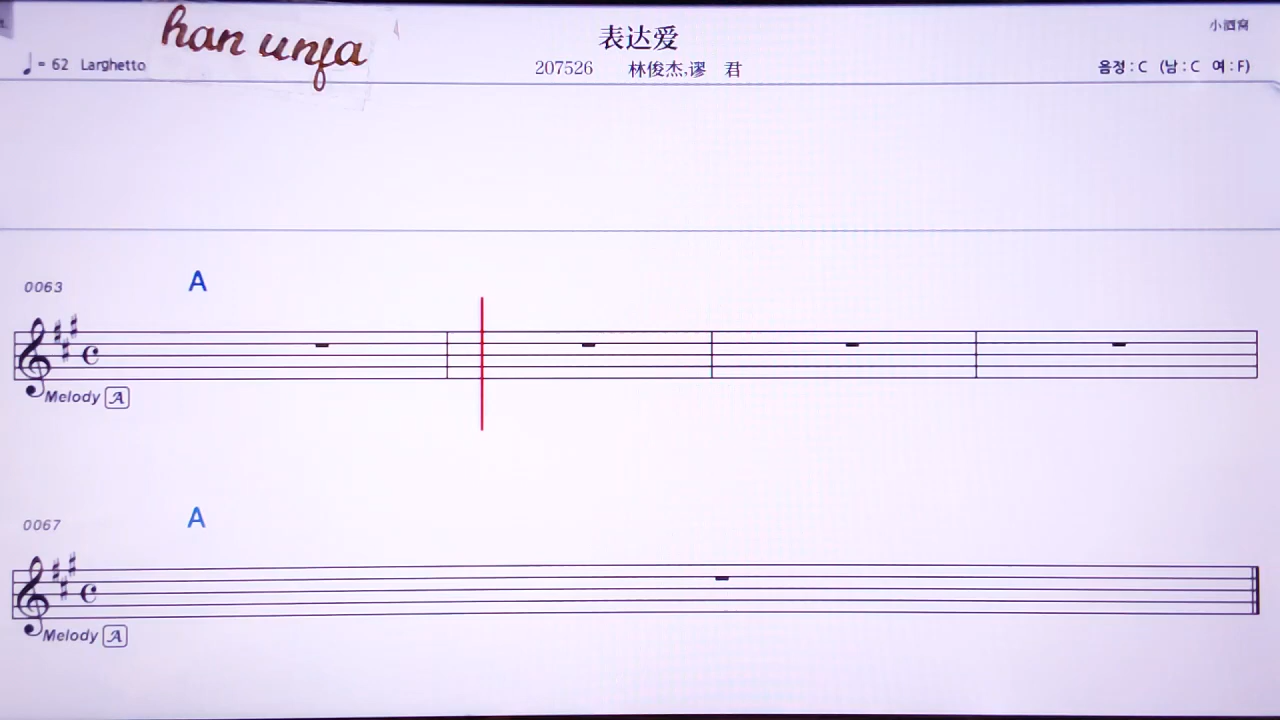 han unfa
表达爱
小酒窝
♩ = 62 Larghetto
207526 林俊杰,谬 君
음정 : C (남 : C 여 : F)
0063
A
Melody A
0067
A
Melody A